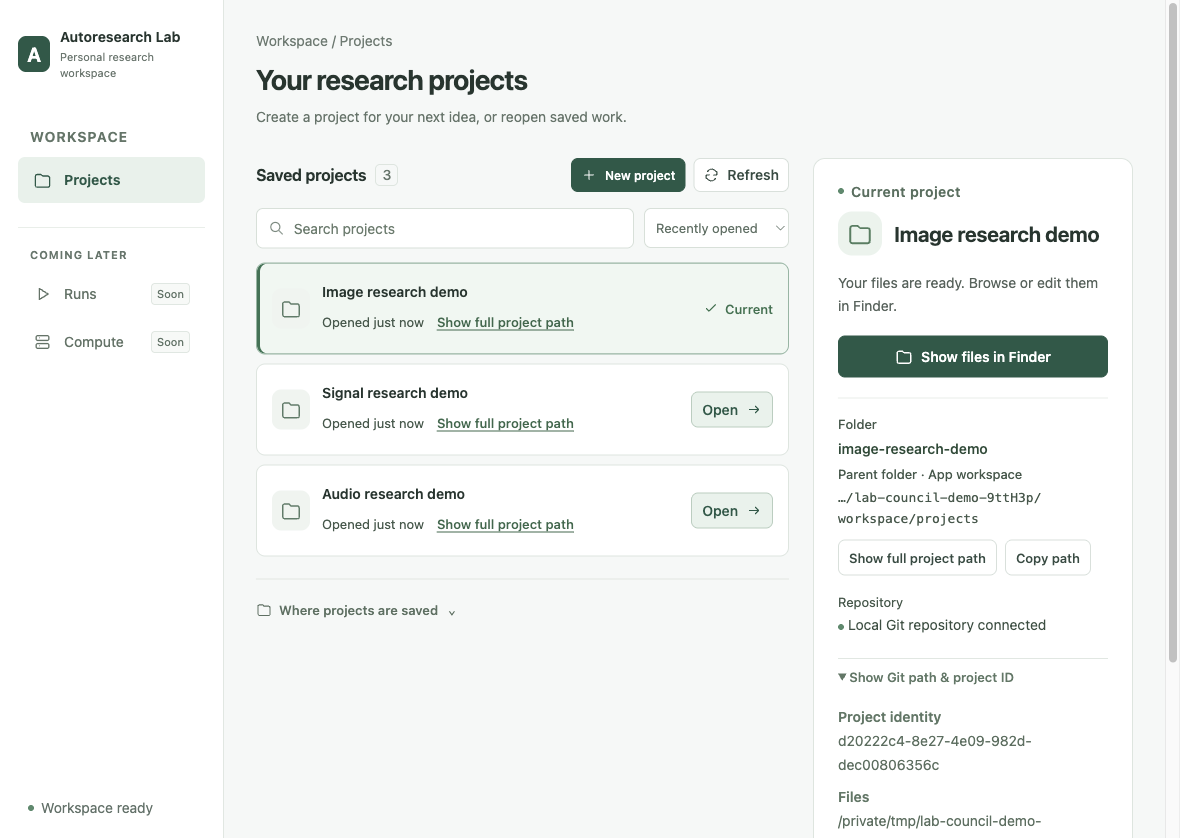 A
Autoresearch Lab
Personal research
workspace
WORKSPACE
Projects
COMING LATER
Runs
Soon
Compute
Soon
Workspace ready
Workspace / Projects
Your research projects
Create a project for your next idea, or reopen saved work.
Saved projects 3
+ New project
Refresh
Search projects
Recently opened
Image research demo
Opened just now Show full project path
Current
Signal research demo
Opened just now Show full project path
Open →
Audio research demo
Opened just now Show full project path
Open →
Where projects are saved
Current project
Image research demo
Your files are ready. Browse or edit them
in Finder.
Show files in Finder
Folder
image-research-demo
Parent folder · App workspace
…/lab-council-demo-9ttH3p/
workspace/projects
Show full project path
Copy path
Repository
Local Git repository connected
Show Git path & project ID
Project identity
d20222c4-8e27-4e09-982d-
dec00806356c
Files
/private/tmp/lab-council-demo-